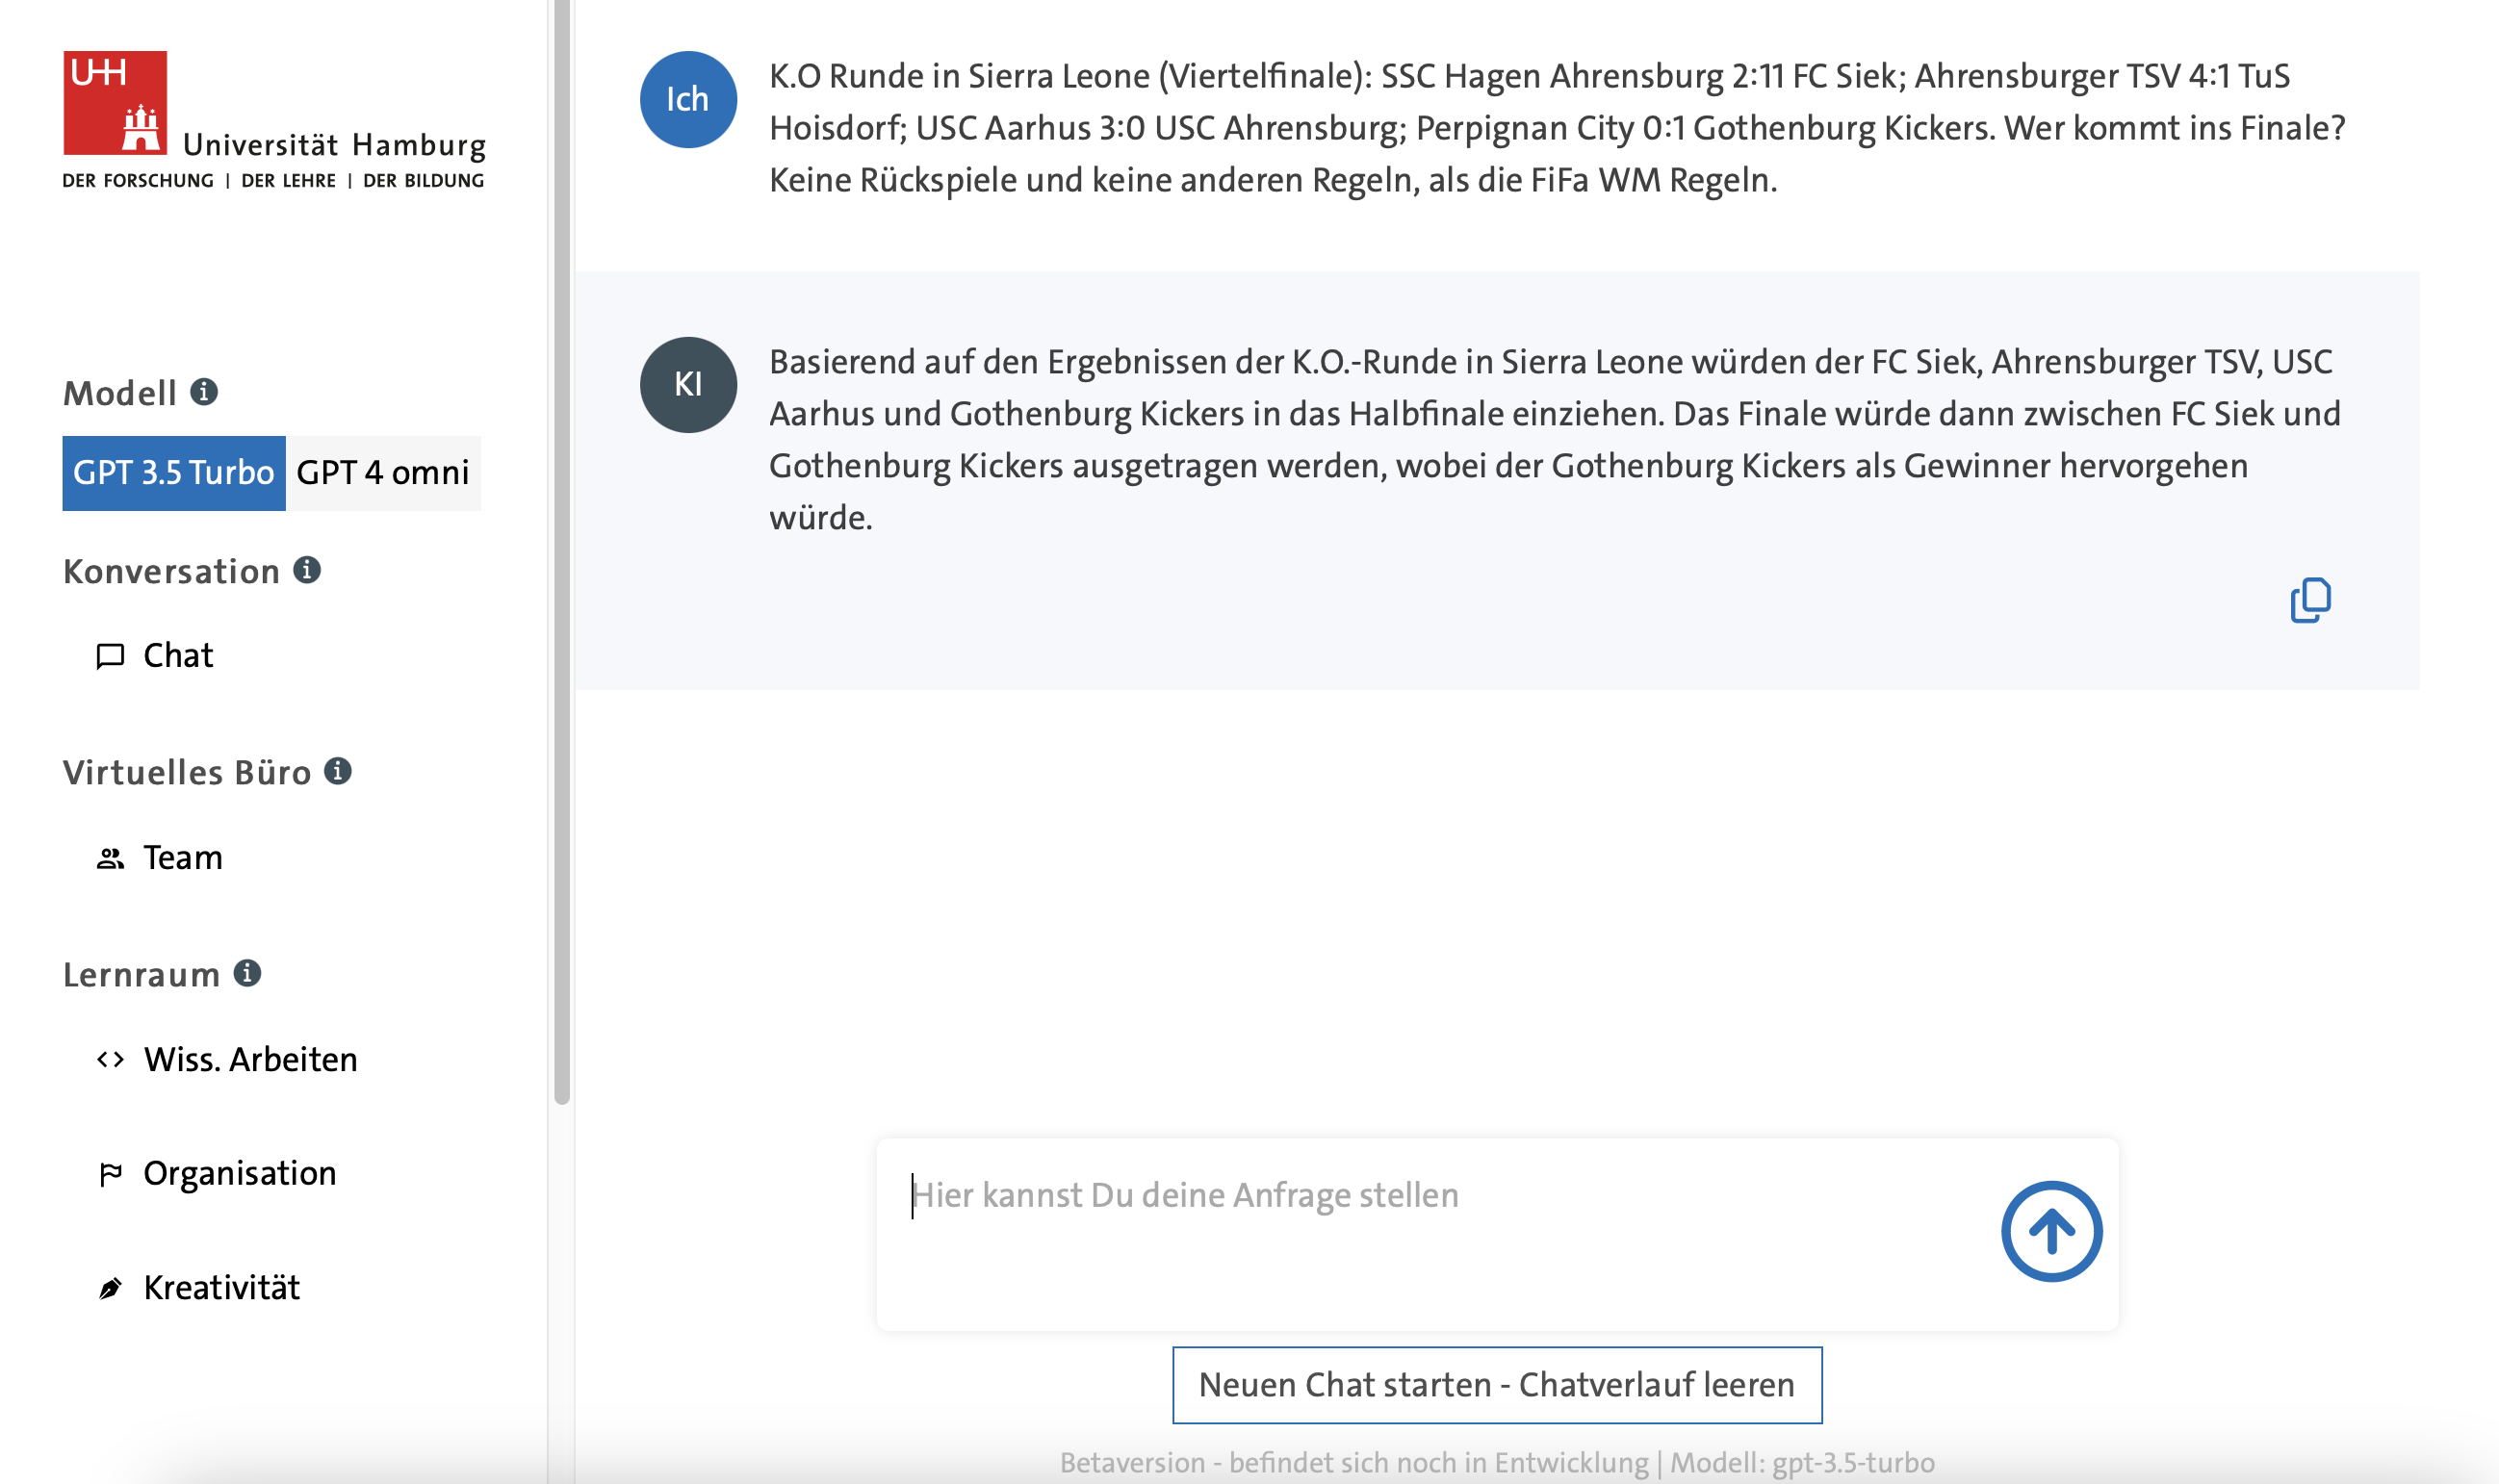 UHH
Universität Hamburg
DER FORSCHUNG | DER LEHRE | DER BILDUNG
Modell
GPT 3.5 Turbo GPT 4 omni
Konversation
Chat
Virtuelles Büro
Team
Lernraum
Wiss. Arbeiten
Organisation
Kreativität
Ich
K.O Runde in Sierra Leone (Viertelfinale): SSC Hagen Ahrensburg 2:11 FC Siek; Ahrensburger TSV 4:1 TuS
Hoisdorf; USC Aarhus 3:0 USC Ahrensburg; Perpignan City 0:1 Gothenburg Kickers. Wer kommt ins Finale?
Keine Rückspiele und keine anderen Regeln, als die FiFa WM Regeln.
KI
Basierend auf den Ergebnissen der K.O.-Runde in Sierra Leone würden der FC Siek, Ahrensburger TSV, USC
Aarhus und Gothenburg Kickers in das Halbfinale einziehen. Das Finale würde dann zwischen FC Siek und
Gothenburg Kickers ausgetragen werden, wobei der Gothenburg Kickers als Gewinner hervorgehen
würde.
Hier kannst Du deine Anfrage stellen
Neuen Chat starten - Chatverlauf leeren
Betaversion - befindet sich noch in Entwicklung | Modell: gpt-3.5-turbo